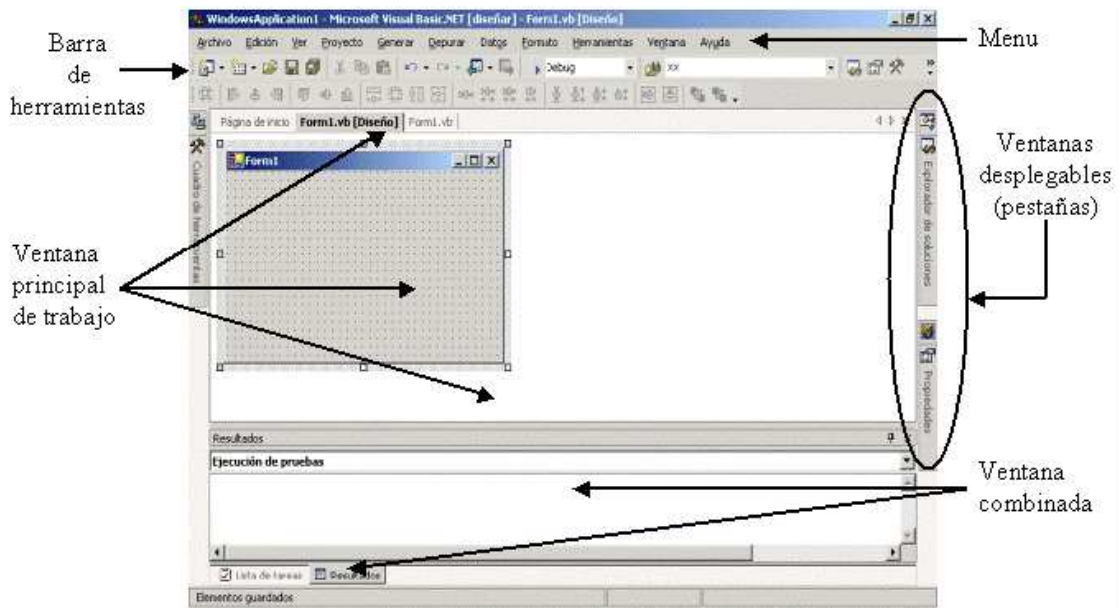 WindowsApplication1 - Microsoft Visual Basic.NET [diseñar] - Form1.vb [Diseño]
Archivo Edición Ver Proyecto Generar Depurar Datos Formato Herramientas Ventana Ayuda
Menu
Barra
de
herramientas
Debug
xx
Página de inicio Form1.vb [Diseño] Form1.vb
Form1
Cuadro de herramientas
Ventana
principal
de trabajo
Explorador de soluciones
Propiedades
Ventanas
desplegables
(pestañas)
Resultados
Ejecución de pruebas
Ventana
combinada
Lista de tareas Resultados
Elementos guardados